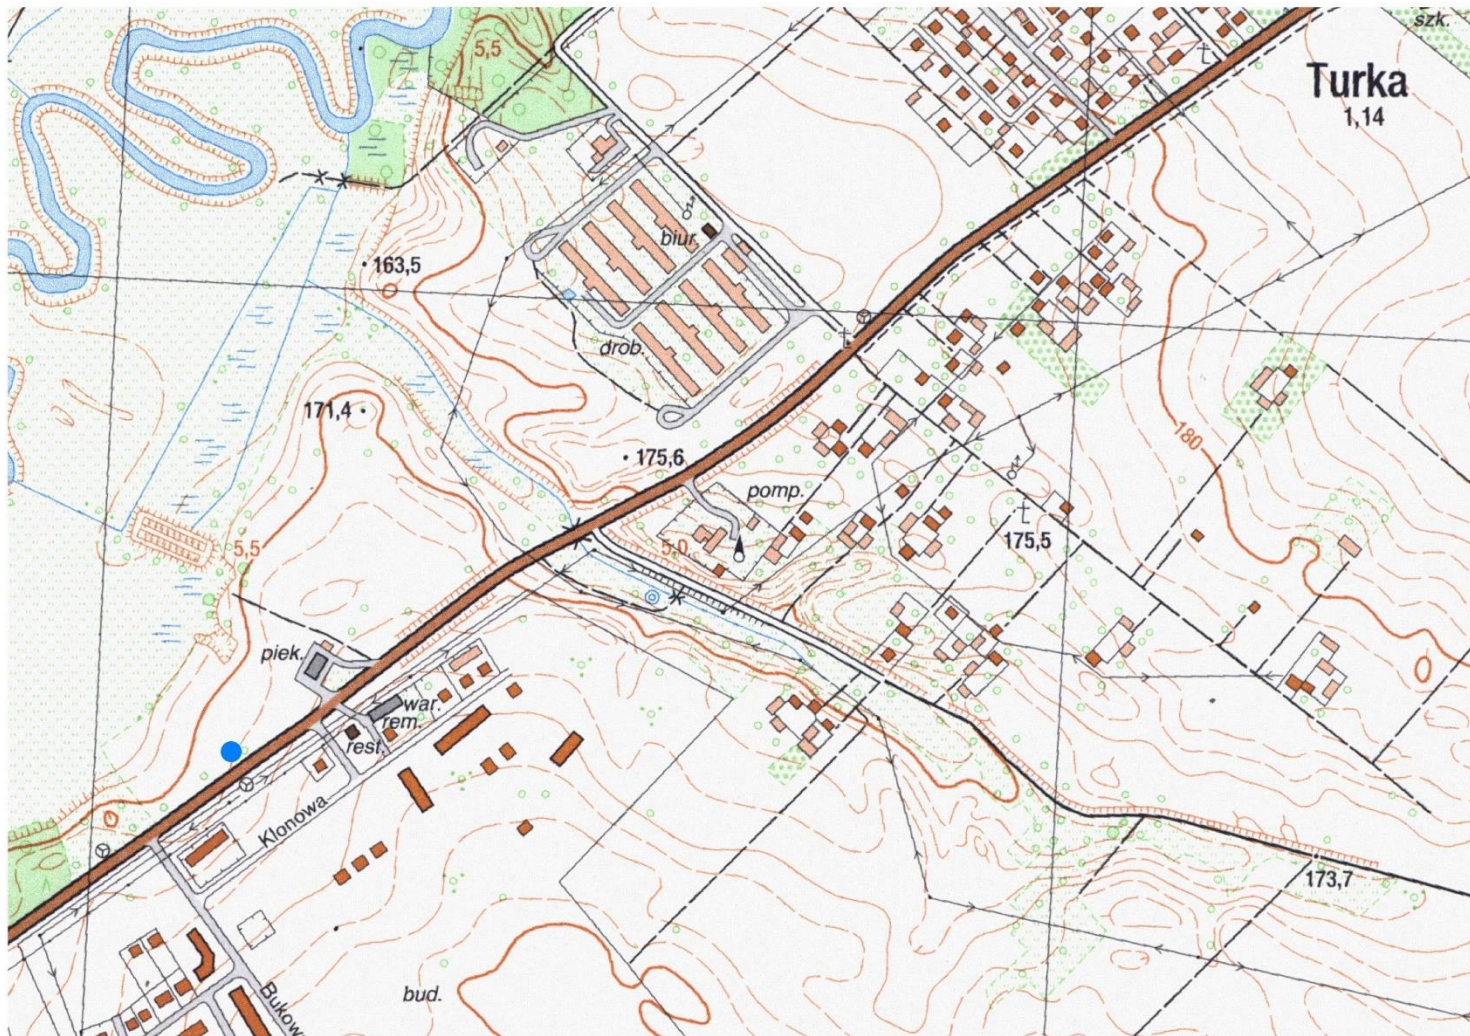 szk.
5,5
Turka
1,14
biur.
163,5
drob.
171,4
175,6
180
pomp.
175,5
5,5
5,0
piek.
war.
rem.
rest.
Klonowa
173,7
bud.
Bukow